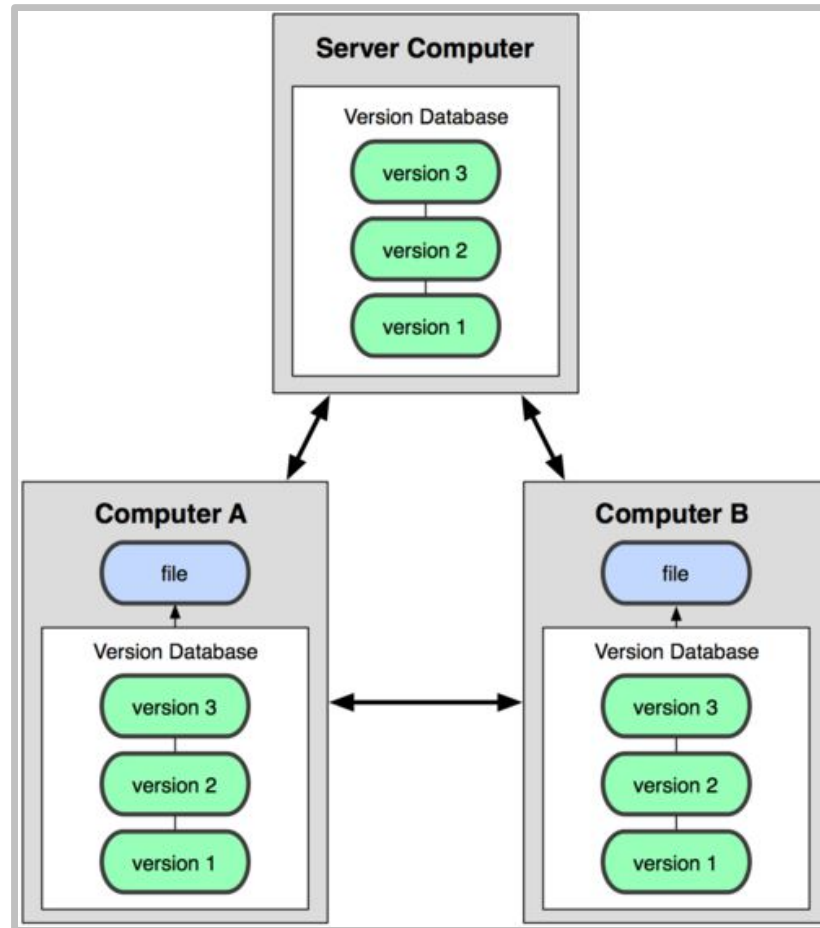 Server Computer
Version Database
version 3
version 2
version 1
Computer A
file
Version Database
version 3
version 2
version 1
Computer B
file
Version Database
version 3
version 2
version 1